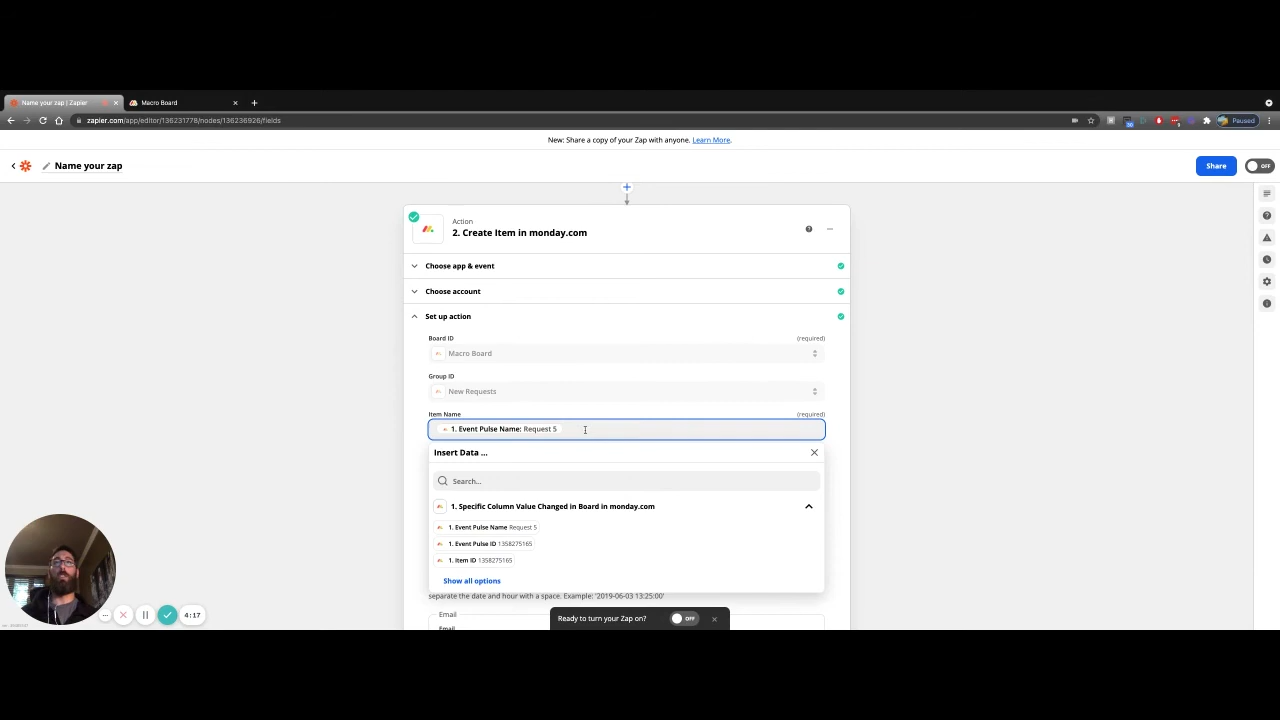 Name your zap | Zapier
Macro Board
zapier.com/app/editor/136231778/nodes/136236926/fields
Paused
New: Share a copy of your Zap with anyone. Learn More.
Name your zap
Share
OFF
Action
2. Create Item in monday.com
Choose app & event
Choose account
Set up action
Board ID (required)
Macro Board
Group ID
New Requests
Item Name (required)
1. Event Pulse Name: Request 5
Insert Data ...
Search...
1. Specific Column Value Changed in Board in monday.com
1. Event Pulse Name Request 5
1. Event Pulse ID 1358275165
1. Item ID 1358275165
Show all options
separate the date and hour with a space. Example: '2019-06-03 13:25:00'
Email
Email
Ready to turn your Zap on? OFF
4:17